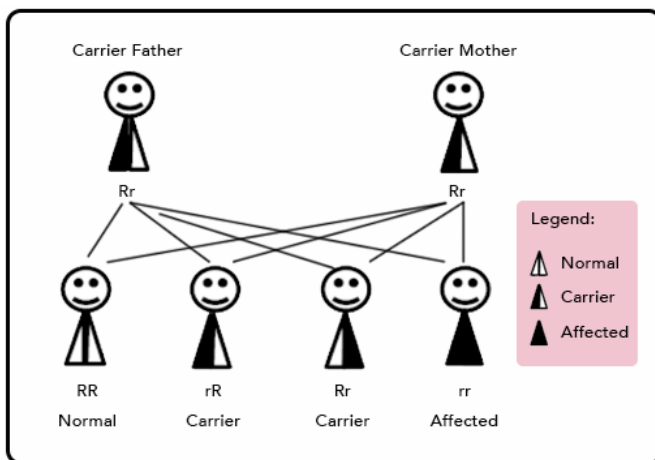 Carrier Father
Carrier Mother
Rr
Rr
Legend:
Normal
Carrier
Affected
RR
rR
Rr
rr
Normal
Carrier
Carrier
Affected